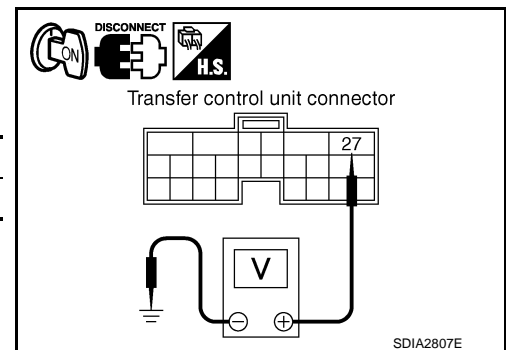 DISCONNECT
ON
H.S.
Transfer control unit connector
27
V
− +
SDIA2807E